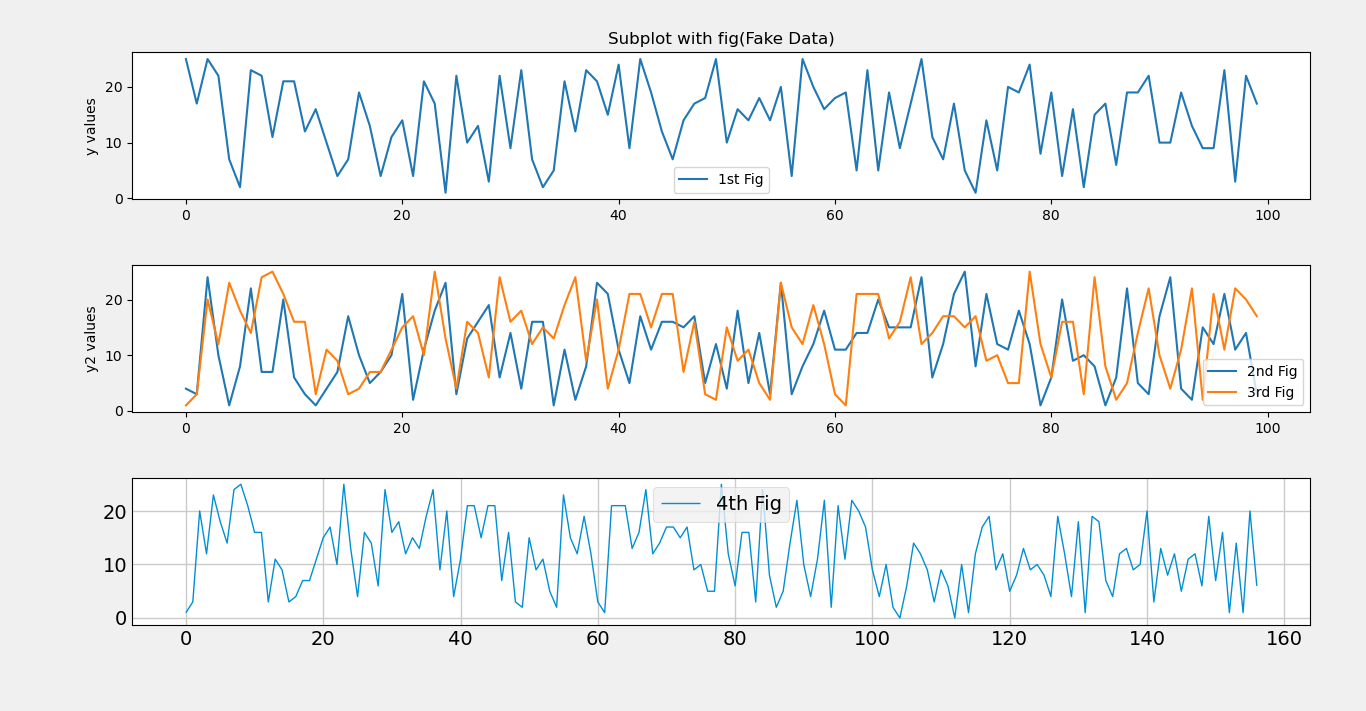 Subplot with fig(Fake Data)
y values
20
10
0
1st Fig
0 20 40 60 80 100
y2 values
20
10
0
2nd Fig
3rd Fig
0 20 40 60 80 100
20
10
0
4th Fig
0 20 40 60 80 100 120 140 160